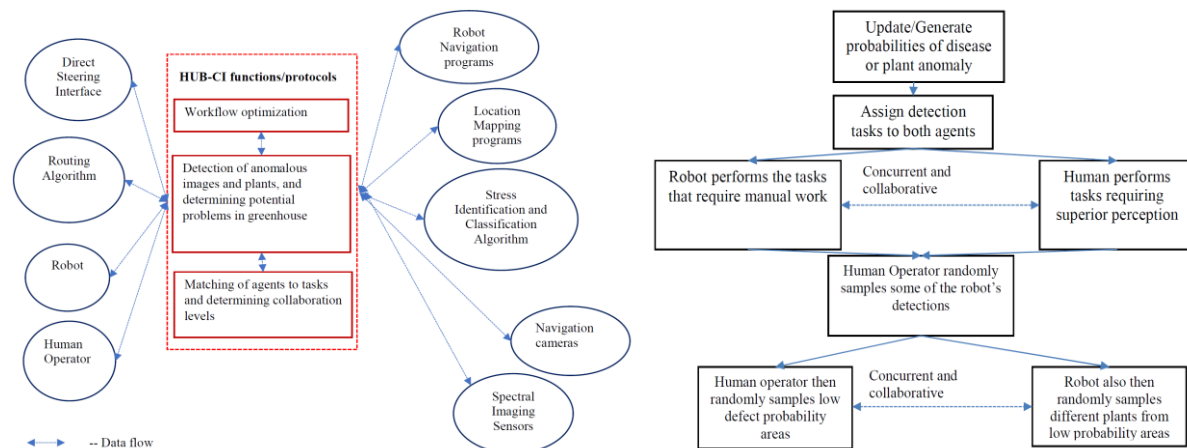 Direct
Steering
Interface
Routing
Algorithm
Robot
Human
Operator
HUB-CI functions/protocols
Workflow optimization
Detection of anomalous
images and plants, and
determining potential
problems in greenhouse
Matching of agents to tasks
and determining collaboration
levels
Robot
Navigation
programs
Location
Mapping
programs
Stress
Identification and
Classification
Algorithm
Navigation
cameras
Spectral
Imaging
Sensors
-- Data flow
Update/Generate
probabilities of disease
or plant anomaly
Assign detection
tasks to both agents
Robot performs the tasks
that require manual work
Concurrent and
collaborative
Human performs
tasks requiring
superior perception
Human Operator randomly
samples some of the robot's
detections
Human operator then
randomly samples low
defect probability
areas
Concurrent and
collaborative
Robot also then
randomly samples
different plants from
low probability areas